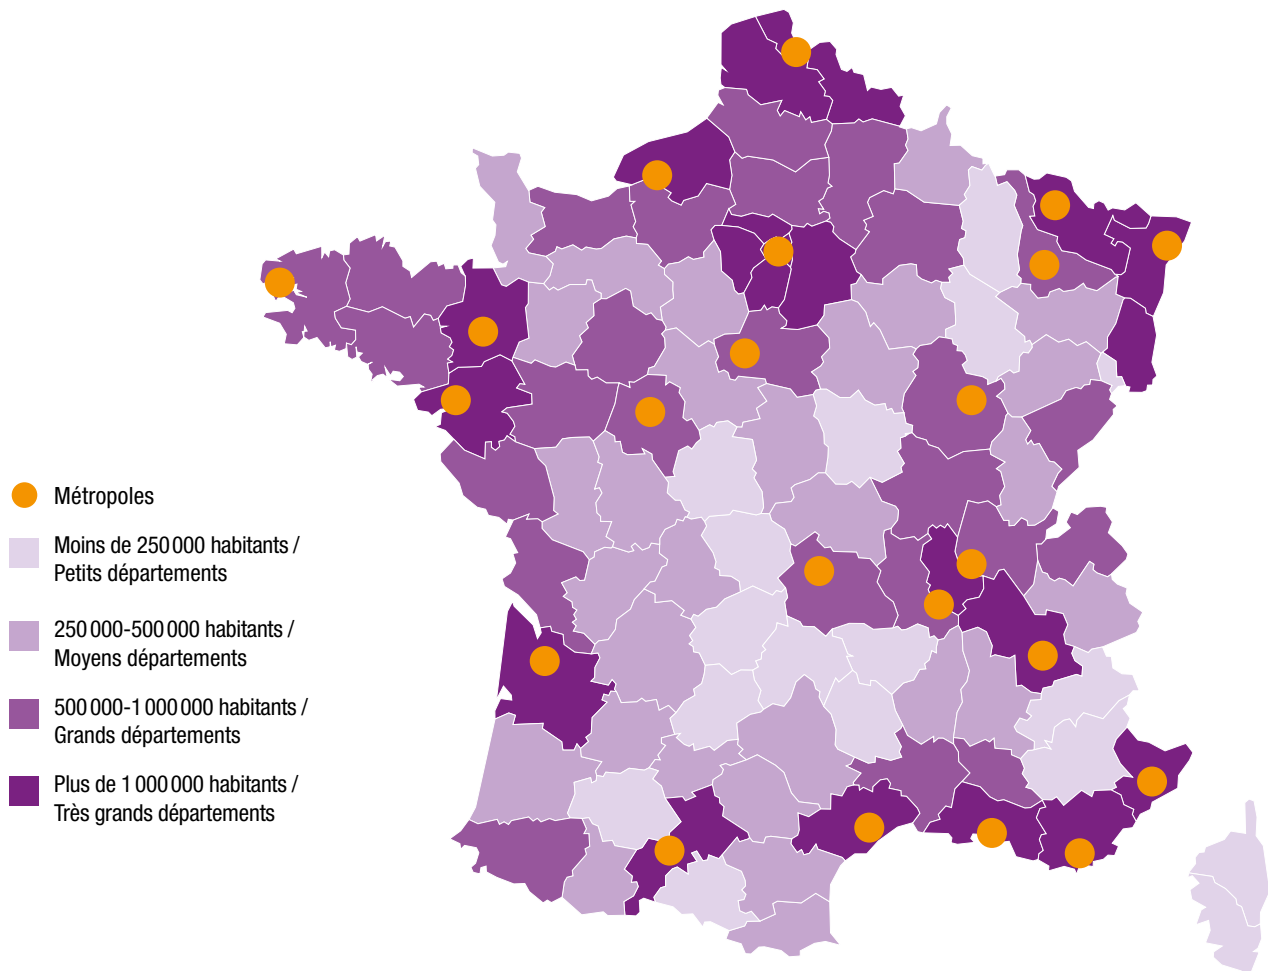 Métropoles
Moins de 250 000 habitants /
Petits départements
250 000-500 000 habitants /
Moyens départements
500 000-1 000 000 habitants /
Grands départements
Plus de 1 000 000 habitants /
Très grands départements